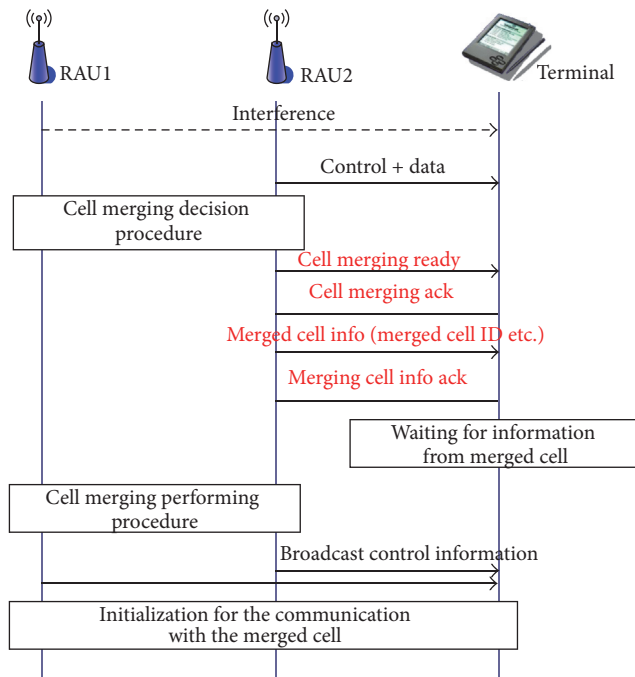 RAU1
RAU2
Terminal
Interference
Control + data
Cell merging decision
procedure
Cell merging ready
Cell merging ack
Merged cell info (merged cell ID etc.)
Merging cell info ack
Waiting for information
from merged cell
Cell merging performing
procedure
Broadcast control information
Initialization for the communication
with the merged cell